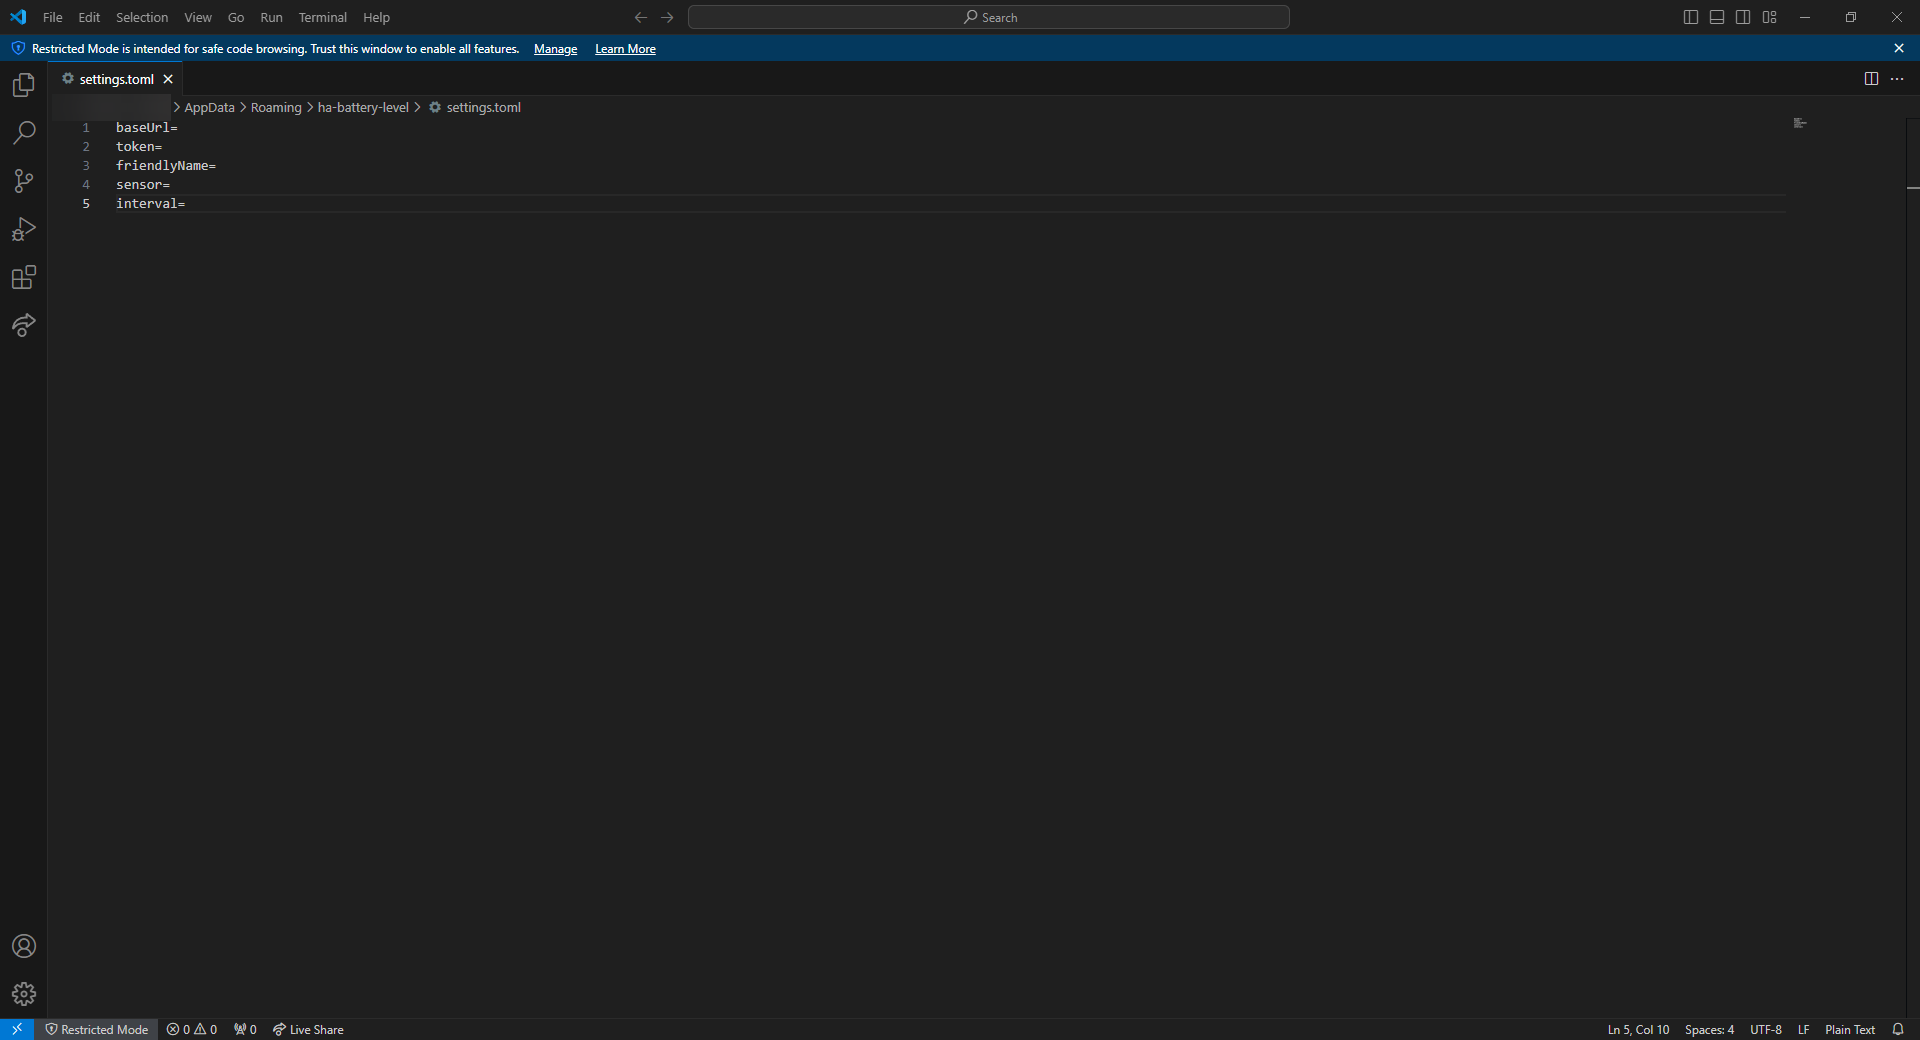 File Edit Selection View Go Run Terminal Help Search
Restricted Mode is intended for safe code browsing. Trust this window to enable all features. Manage Learn More
settings.toml
AppData > Roaming > ha-battery-level > settings.toml
1 baseUrl=
2 token=
3 friendlyName=
4 sensor=
5 interval=
Restricted Mode 0 0 0 Live Share Ln 5, Col 10 Spaces: 4 UTF-8 LF Plain Text